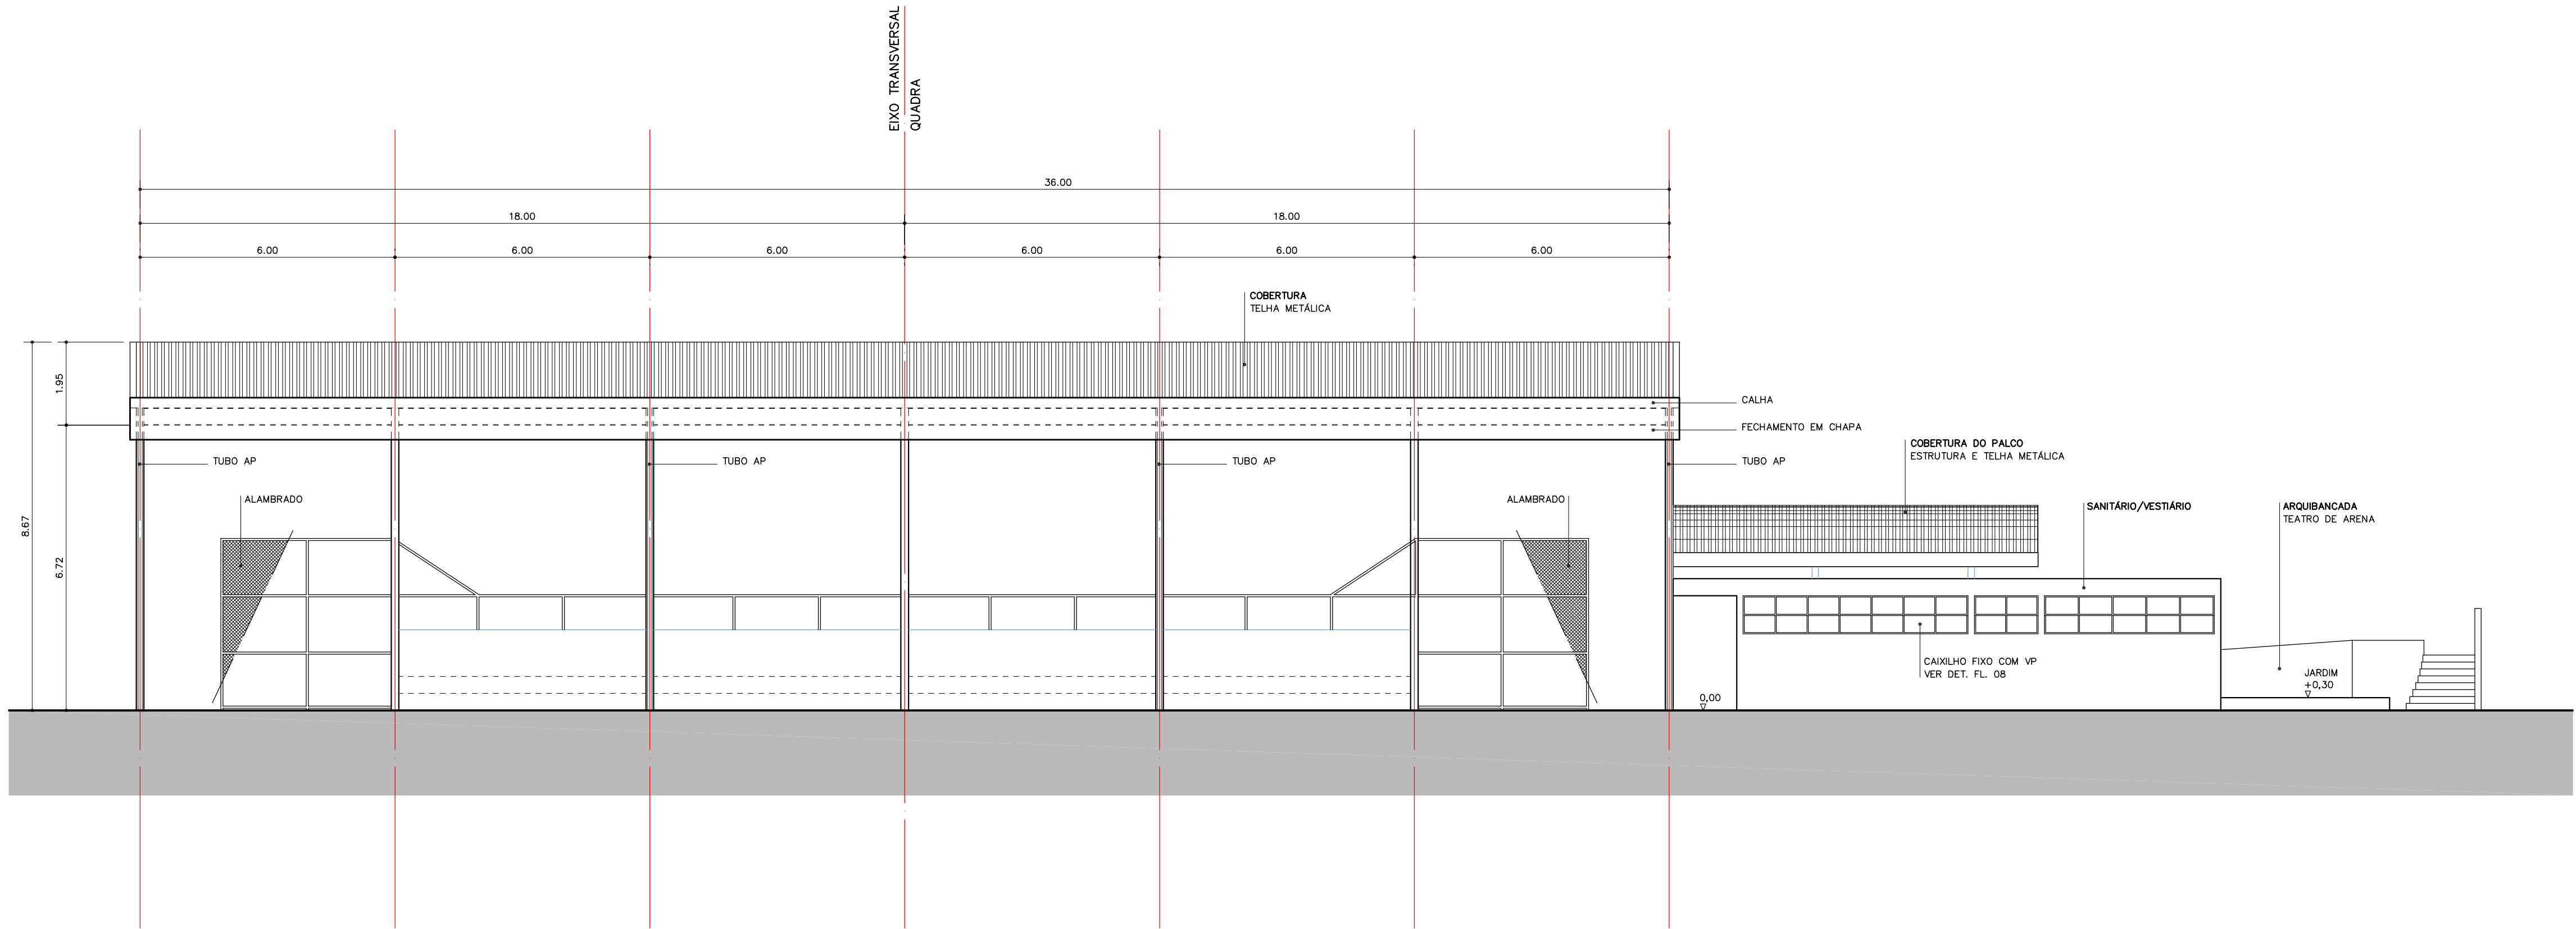 EIXO TRANSVERSAL
QUADRA
36.00
18.00
18.00
6.00
6.00
6.00
6.00
6.00
6.00
COBERTURA
TELHA METÁLICA
1.95
8.67
6.72
CALHA
FECHAMENTO EM CHAPA
COBERTURA DO PALCO
ESTRUTURA E TELHA METÁLICA
TUBO AP
TUBO AP
TUBO AP
TUBO AP
ALAMBRADO
ALAMBRADO
SANITÁRIO/VESTIÁRIO
ARQUIBANCADA
TEATRO DE ARENA
CAIXILHO FIXO COM VP
VER DET. FL. 08
JARDIM
+0,30
0,00